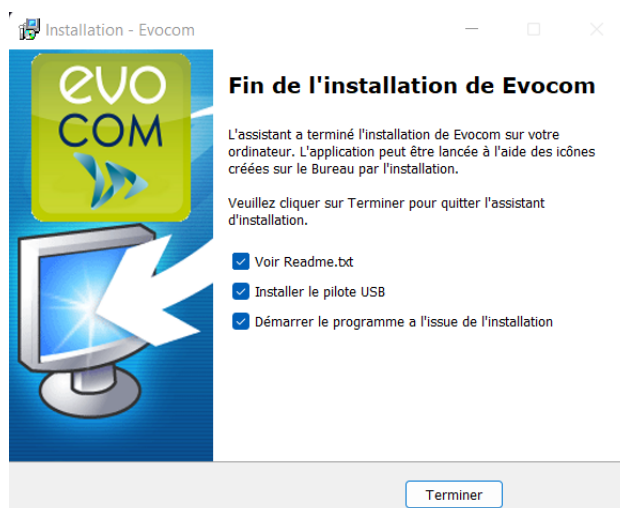 Installation - Evocom
evo
COM
Fin de l'installation de Evocom
L'assistant a terminé l'installation de Evocom sur votre
ordinateur. L'application peut être lancée à l'aide des icônes
créées sur le Bureau par l'installation.
Veuillez cliquer sur Terminer pour quitter l'assistant
d'installation.
Voir Readme.txt
Installer le pilote USB
Démarrer le programme a l'issue de l'installation
Terminer